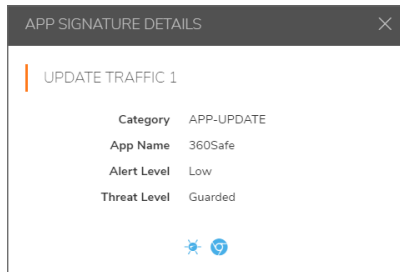 APP SIGNATURE DETAILS
UPDATE TRAFFIC 1
Category APP-UPDATE
App Name 360Safe
Alert Level Low
Threat Level Guarded